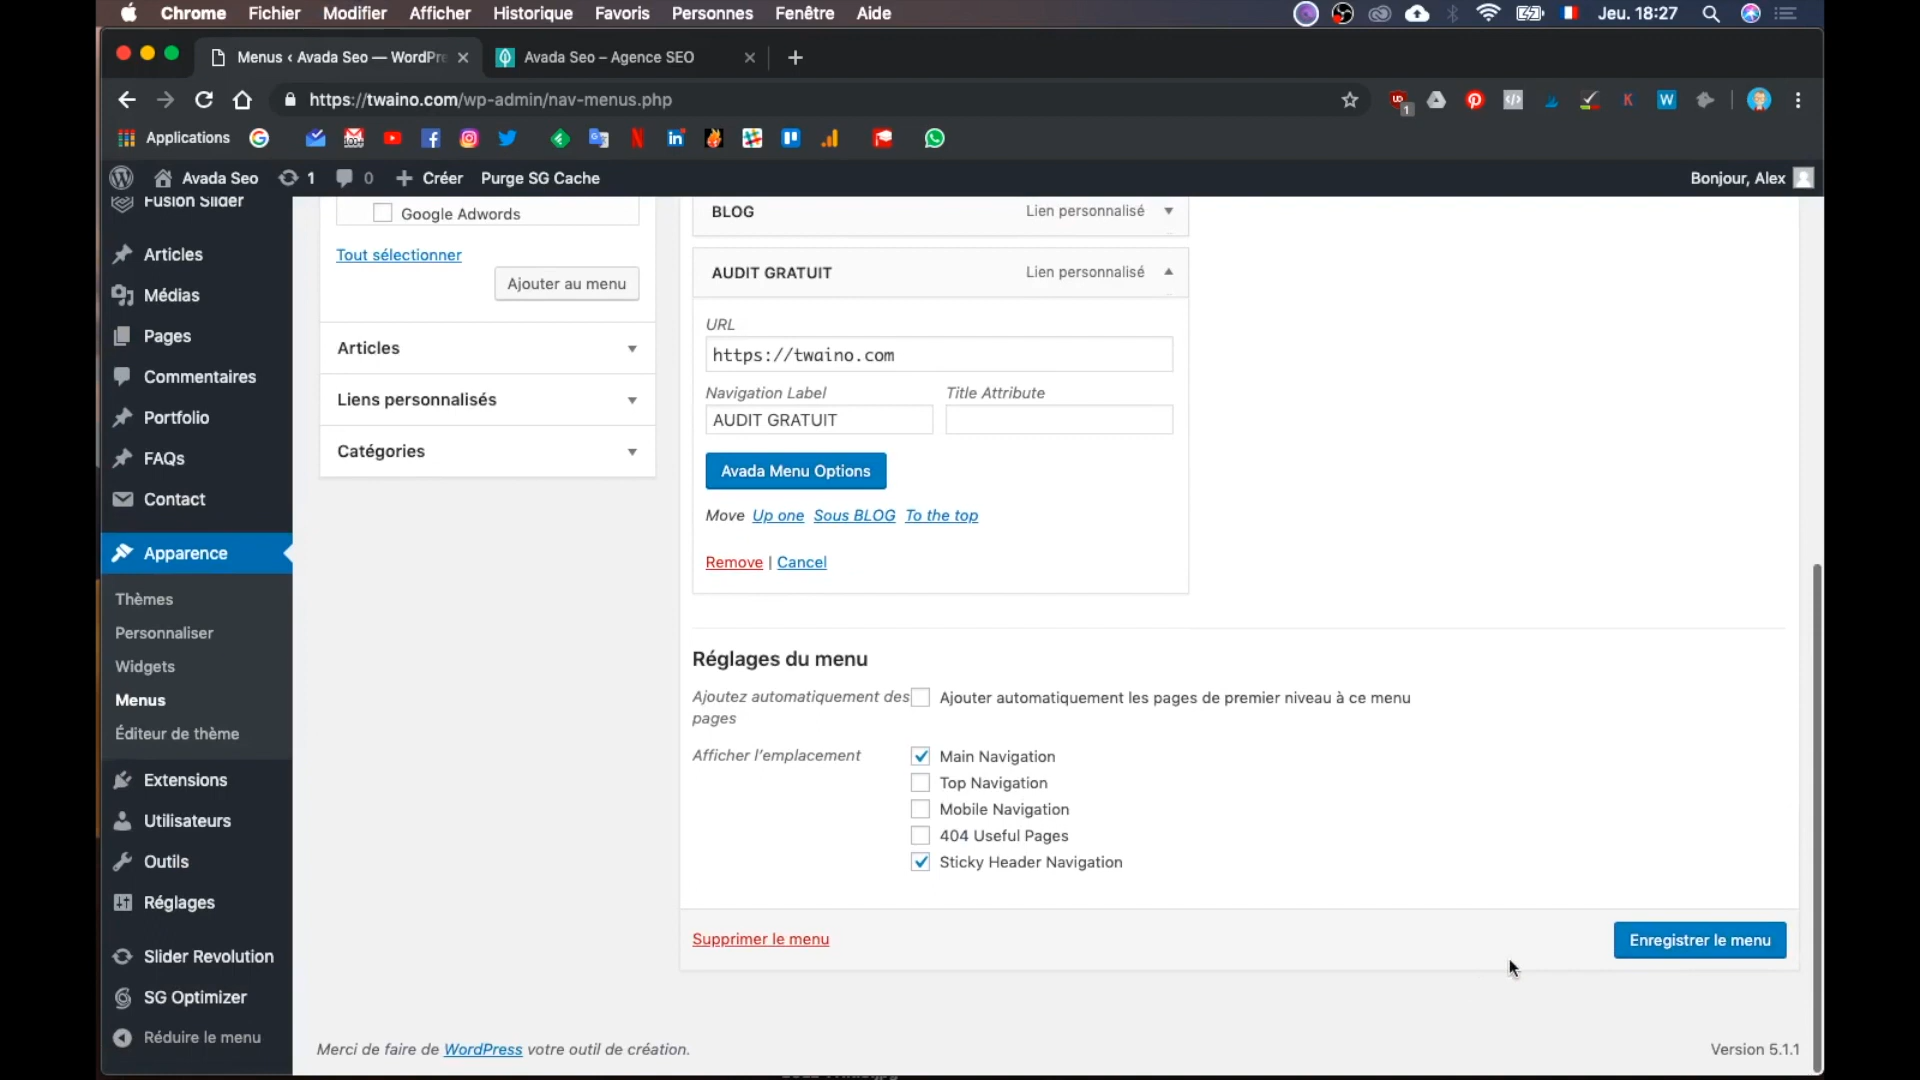 Chrome Fichier Modifier Afficher Historique Favoris Personnes Fenêtre Aide Jeu. 18:27
Menus ‹ Avada Seo — WordPr Avada Seo – Agence SEO
https://twaino.com/wp-admin/nav-menus.php
Applications
Avada Seo 1 0 Créer Purge SG Cache Bonjour, Alex
Fusion Slider
Articles
Médias
Pages
Commentaires
Portfolio
FAQs
Contact
Apparence
Thèmes
Personnaliser
Widgets
Menus
Éditeur de thème
Extensions
Utilisateurs
Outils
Réglages
Slider Revolution
SG Optimizer
Réduire le menu
Google Adwords
Tout sélectionner
Ajouter au menu
Articles
Liens personnalisés
Catégories
BLOG Lien personnalisé
AUDIT GRATUIT Lien personnalisé
URL
https://twaino.com
Navigation Label Title Attribute
AUDIT GRATUIT
Avada Menu Options
Move Up one Sous BLOG To the top
Remove | Cancel
Réglages du menu
Ajoutez automatiquement des pages
Ajouter automatiquement les pages de premier niveau à ce menu
Afficher l’emplacement
Main Navigation
Top Navigation
Mobile Navigation
404 Useful Pages
Sticky Header Navigation
Supprimer le menu
Enregistrer le menu
Merci de faire de WordPress votre outil de création.
Version 5.1.1